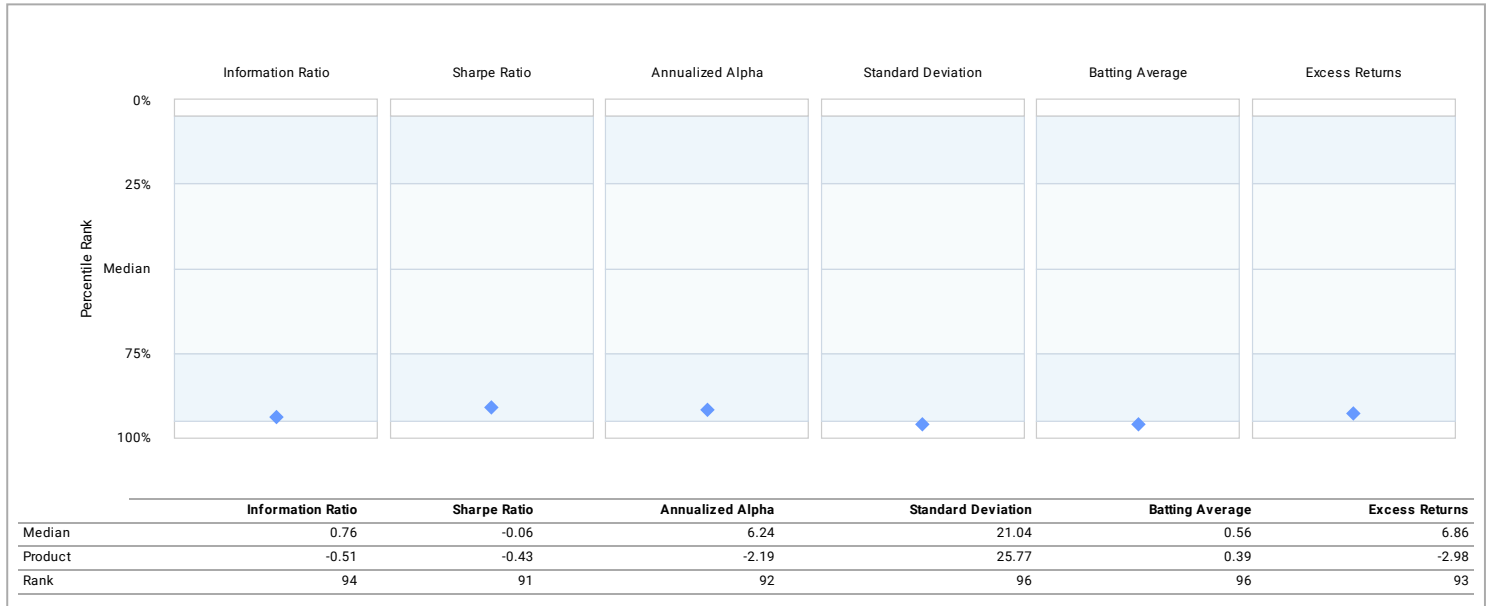 Information Ratio Sharpe Ratio Annualized Alpha Standard Deviation Batting Average Excess Returns
0%
25%
Percentile Rank
Median
75%
100%
Information Ratio Sharpe Ratio Annualized Alpha Standard Deviation Batting Average Excess Returns
Median 0.76 -0.06 6.24 21.04 0.56 6.86
Product -0.51 -0.43 -2.19 25.77 0.39 -2.98
Rank 94 91 92 96 96 93